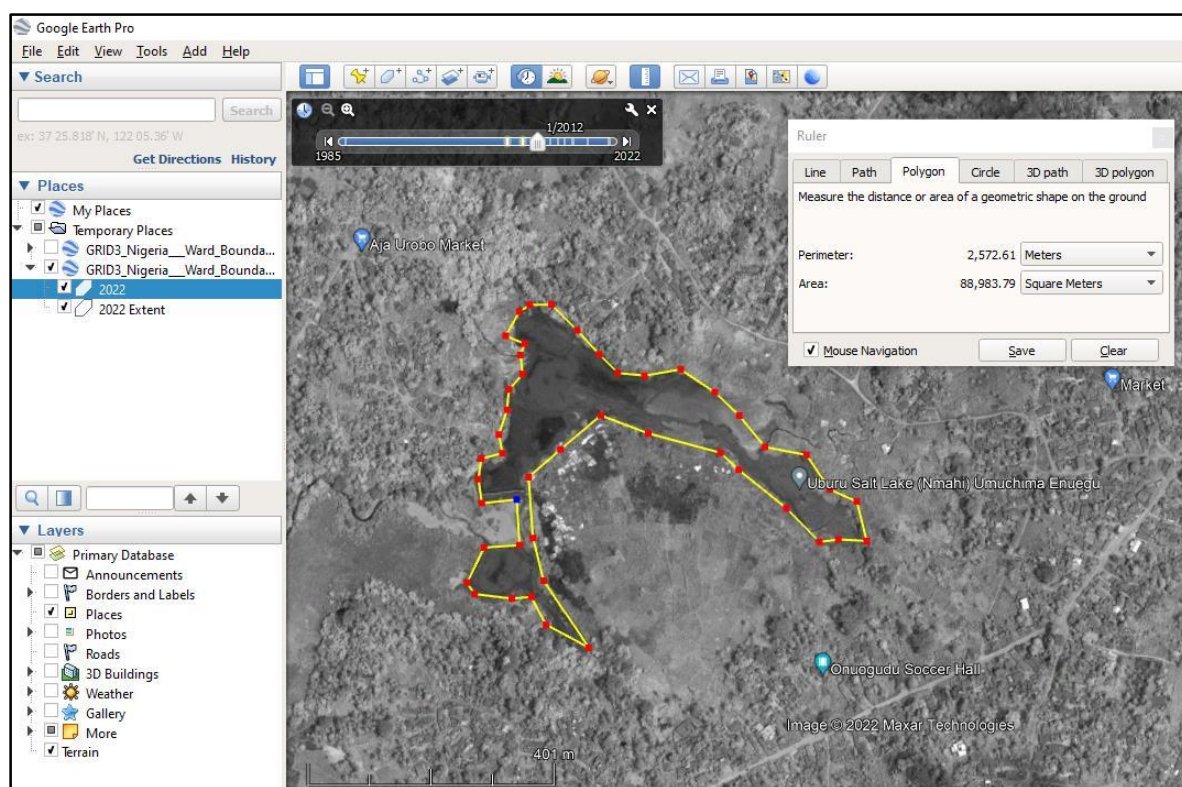 Google Earth Pro
File Edit View Tools Add Help
Search
Search
ex: 37 25.818' N, 122 05.36' W
Get Directions History
Places
My Places
Temporary Places
GRID3_Nigeria__Ward_Bounda...
GRID3_Nigeria__Ward_Bounda...
2022
2022 Extent
Layers
Primary Database
Announcements
Borders and Labels
Places
Photos
Roads
3D Buildings
Weather
Gallery
More
Terrain
1/2012
1985 2022
Ruler
Line Path Polygon Circle 3D path 3D polygon
Measure the distance or area of a geometric shape on the ground
Perimeter: 2,572.61 Meters
Area: 88,983.79 Square Meters
Mouse Navigation Save Clear
Aja Urobo Market
Market
Uburu Salt Lake (Nmahi) Umuchima Enuegu
Onuogudu Soccer Hall
Image © 2022 Maxar Technologies
401 m